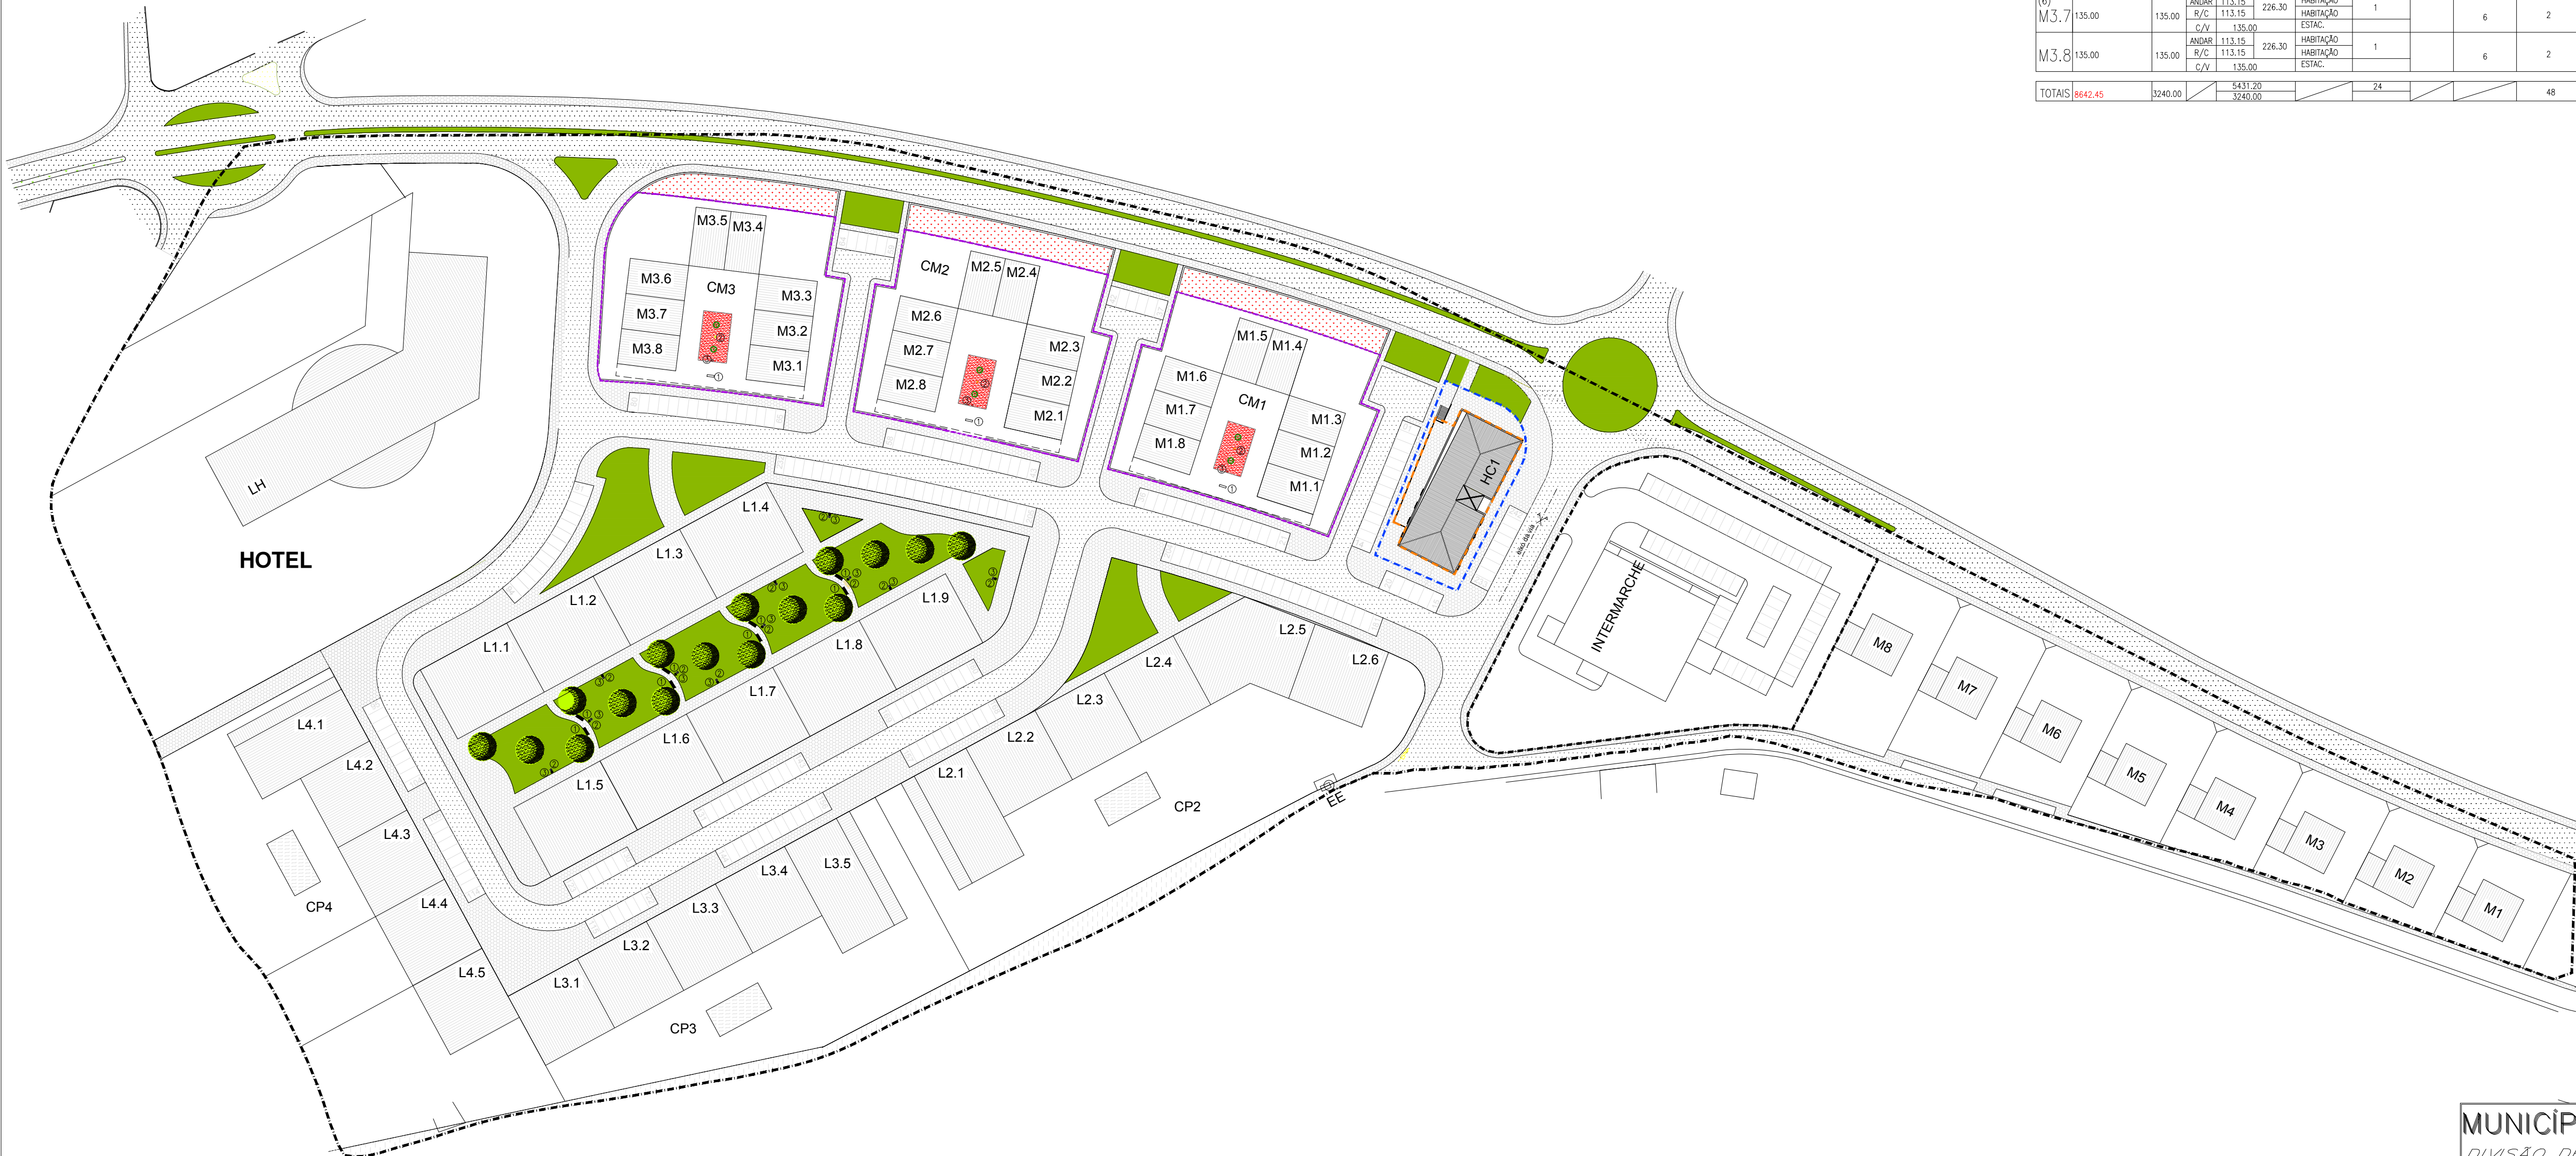 (6)
M3.7 135.00 135.00 ANDAR 113.15 226.30 HABITAÇÃO 1 6 2
R/C 113.15 HABITAÇÃO
C/V 135.00 ESTAC.
M3.8 135.00 135.00 ANDAR 113.15 226.30 HABITAÇÃO 1 6 2
R/C 113.15 HABITAÇÃO
C/V 135.00 ESTAC.
TOTAIS 8642.45 3240.00 5431.20 24 48
3240.00
M3.5 M3.4
M3.6 CM3 M3.3
M3.7 M3.2
M3.8 M3.1
CM2 M2.5 M2.4
M2.6 M2.3
M2.7 M2.2
M2.8 M2.1
M1.5 M1.4
M1.6 CM1 M1.3
M1.7 M1.2
M1.8 M1.1
HC1
eixo da via
LH
HOTEL
INTERMARCHE
L1.4
L1.3
L1.2
L1.1
L1.9
L1.8
L1.7
L1.6
L1.5
L2.5
L2.6
L2.4
L2.3
L2.2
L2.1
CP2
EE
L4.1
L4.2
L4.3
L4.4
L4.5
CP4
L3.5
L3.4
L3.3
L3.2
L3.1
CP3
M8
M7
M6
M5
M4
M3
M2
M1
MUNICÍP
DIVISÃO D